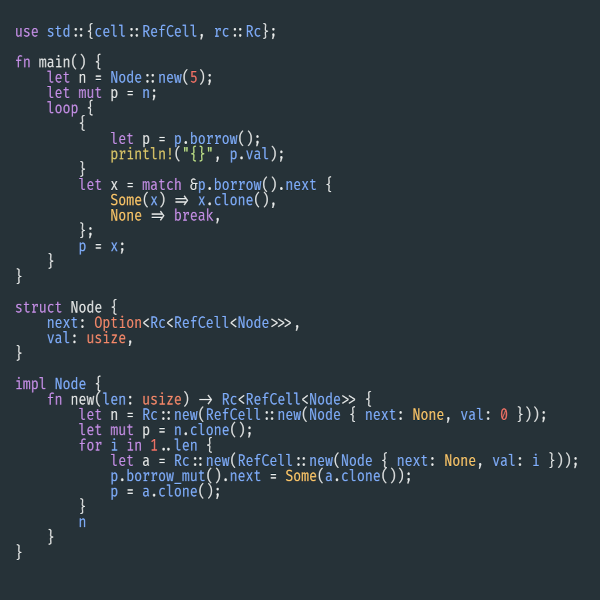 use std::{cell::RefCell, rc::Rc};

fn main() {
    let n = Node::new(5);
    let mut p = n;
    loop {
        {
            let p = p.borrow();
            println!("{}", p.val);
        }
        let x = match &p.borrow().next {
            Some(x) => x.clone(),
            None => break,
        };
        p = x;
    }
}

struct Node {
    next: Option<Rc<RefCell<Node>>>,
    val: usize,
}

impl Node {
    fn new(len: usize) -> Rc<RefCell<Node>> {
        let n = Rc::new(RefCell::new(Node { next: None, val: 0 }));
        let mut p = n.clone();
        for i in 1..len {
            let a = Rc::new(RefCell::new(Node { next: None, val: i }));
            p.borrow_mut().next = Some(a.clone());
            p = a.clone();
        }
        n
    }
}